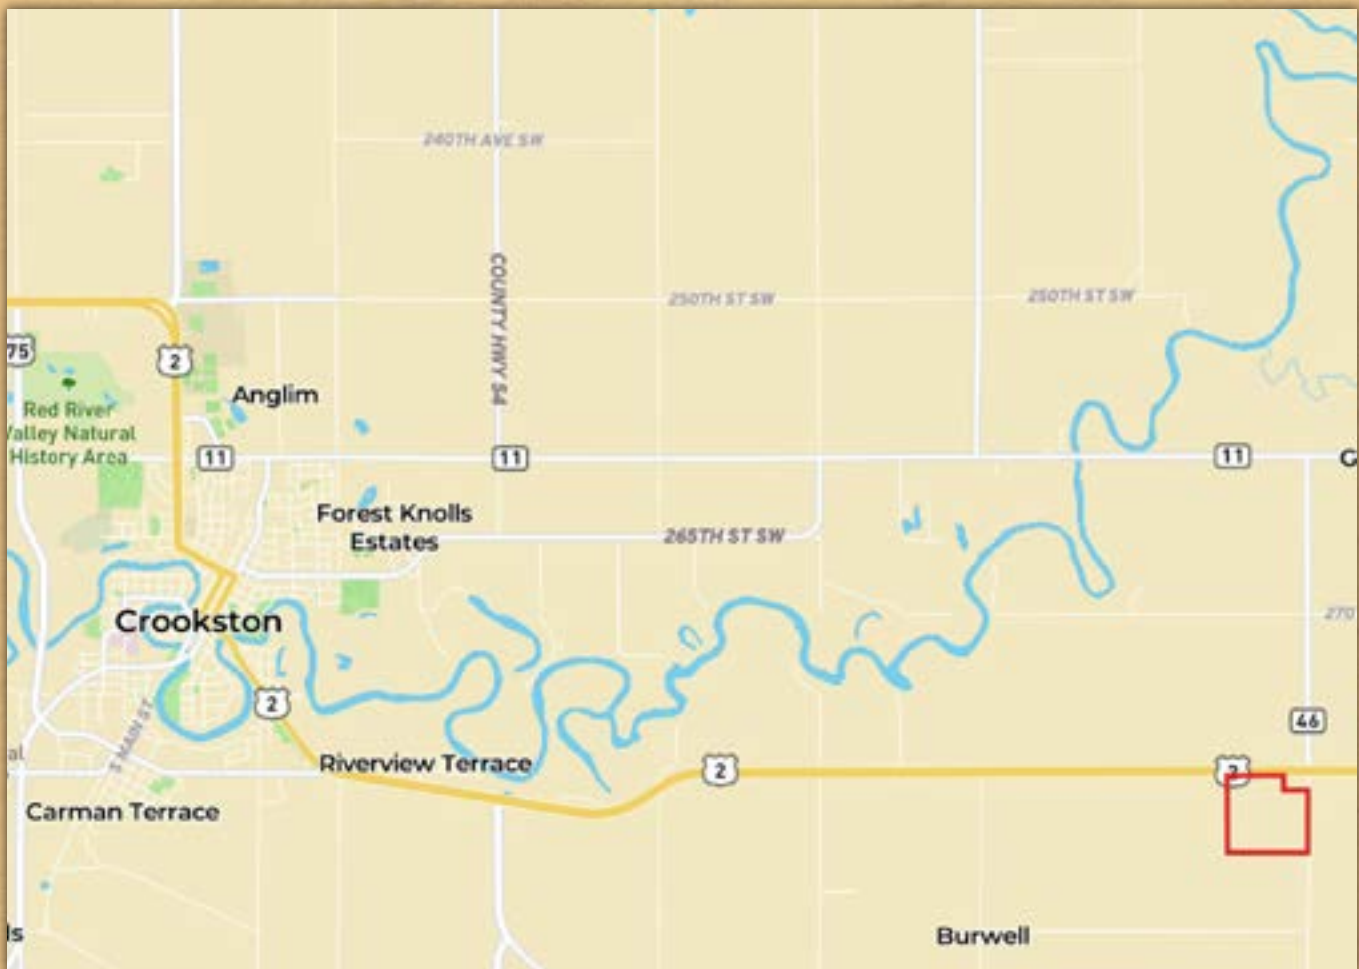 240TH AVE SW
COUNTY HWY 54
250TH ST SW
250TH ST SW
75
2
Anglim
Red River
Valley Natural
History Area
11
11
11
Forest Knolls
Estates
265TH ST SW
Crookston
270
2
46
S MAIN ST
al
Riverview Terrace
2
2
Carman Terrace
ls
Burwell